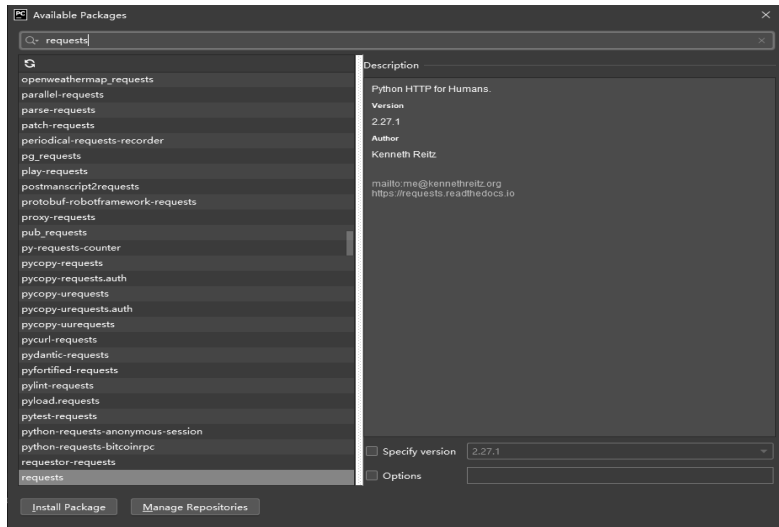 PC Available Packages
requests
openweathermap_requests
parallel-requests
parse-requests
patch-requests
periodical-requests-recorder
pg_requests
play-requests
postmanscript2requests
protobuf-robotframework-requests
proxy-requests
pub_requests
py-requests-counter
pycopy-requests
pycopy-requests.auth
pycopy-urequests
pycopy-urequests.auth
pycopy-uurequests
pycurl-requests
pydantic-requests
pyfortified-requests
pylint-requests
pyload.requests
pytest-requests
python-requests-anonymous-session
python-requests-bitcoinrpc
requestor-requests
requests
Description
Python HTTP for Humans.
Version
2.27.1
Author
Kenneth Reitz
mailto:me@kennethreitz.org
https://requests.readthedocs.io
Specify version 2.27.1
Options
Install Package Manage Repositories